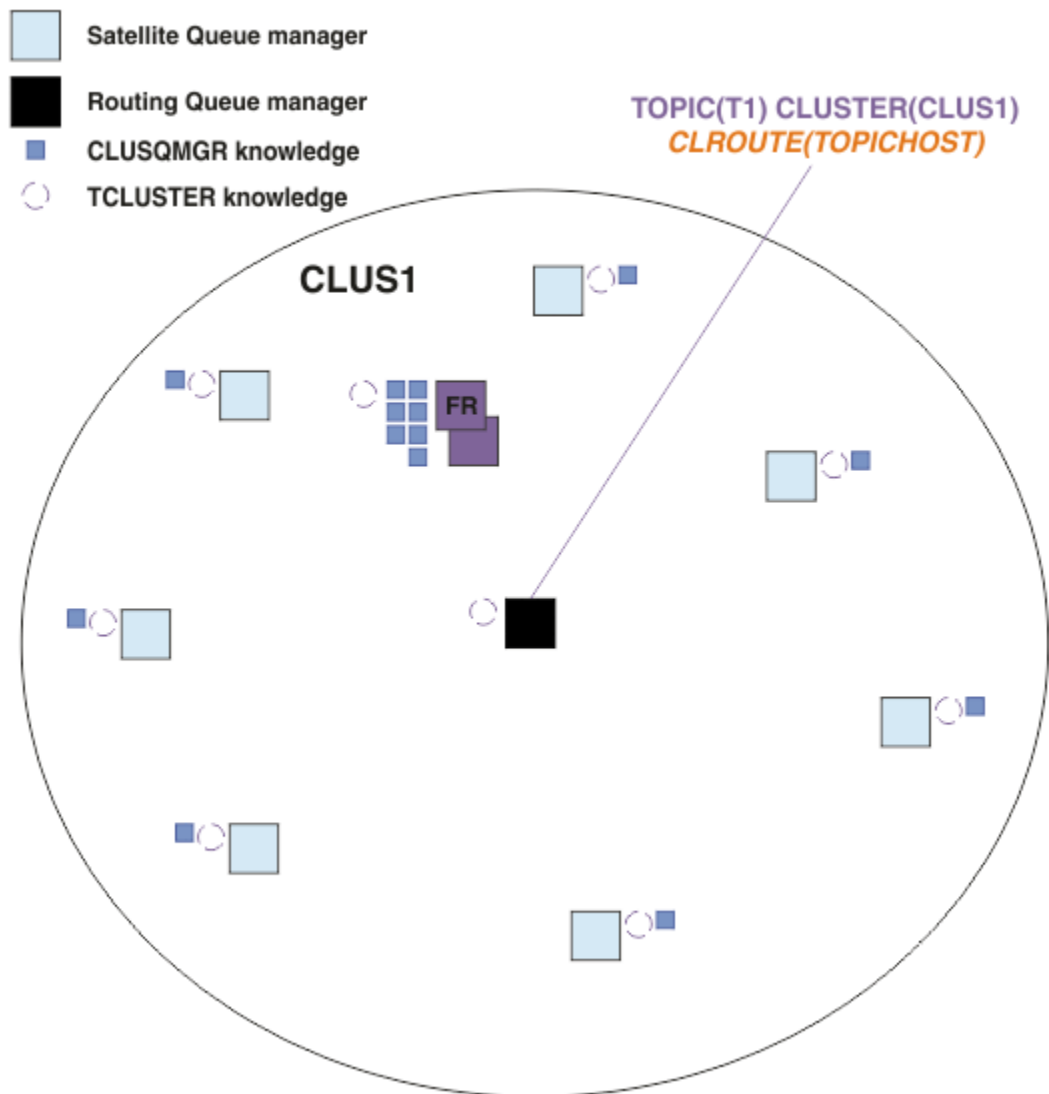 Satellite Queue manager
Routing Queue manager
CLUSQMGR knowledge
TCLUSTER knowledge
TOPIC(T1) CLUSTER(CLUS1)
CLROUTE(TOPICHOST)
CLUS1
FR